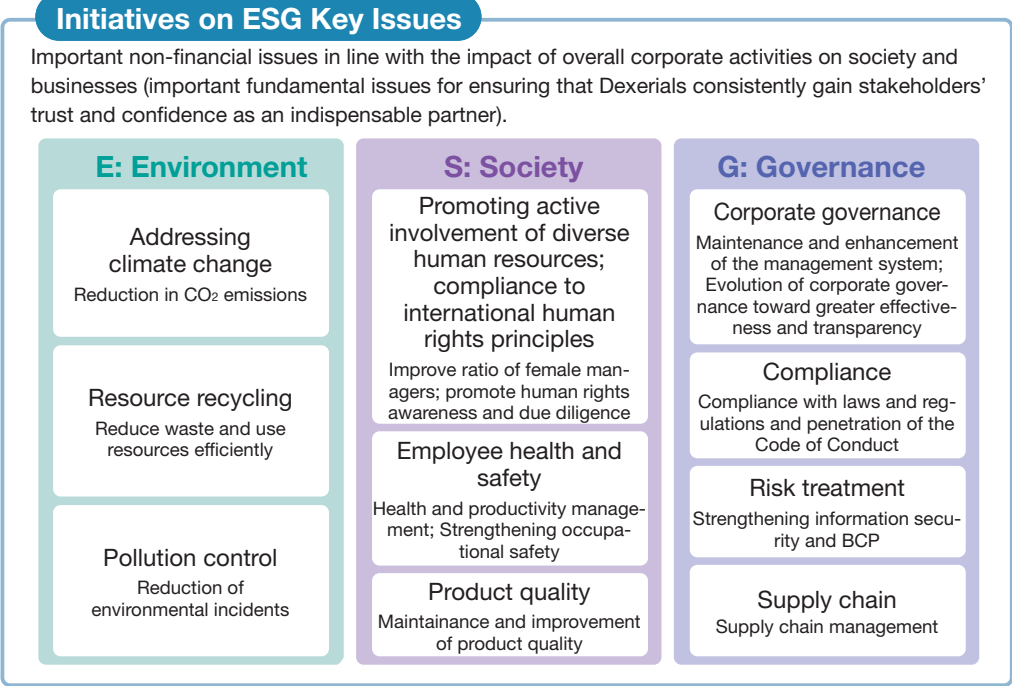 Initiatives on ESG Key Issues
Important non-financial issues in line with the impact of overall corporate activities on society and
businesses (important fundamental issues for ensuring that Dexerials consistently gain stakeholders’
trust and confidence as an indispensable partner).
E: Environment
Addressing
climate change
Reduction in CO₂ emissions
Resource recycling
Reduce waste and use
resources efficiently
Pollution control
Reduction of
environmental incidents
S: Society
Promoting active
involvement of diverse
human resources;
compliance to
international human
rights principles
Improve ratio of female man-
agers; promote human rights
awareness and due diligence
Employee health and
safety
Health and productivity manage-
ment; Strengthening occupa-
tional safety
Product quality
Maintainance and improvement
of product quality
G: Governance
Corporate governance
Maintenance and enhancement
of the management system;
Evolution of corporate gover-
nance toward greater effective-
ness and transparency
Compliance
Compliance with laws and reg-
ulations and penetration of the
Code of Conduct
Risk treatment
Strengthening information secu-
rity and BCP
Supply chain
Supply chain management